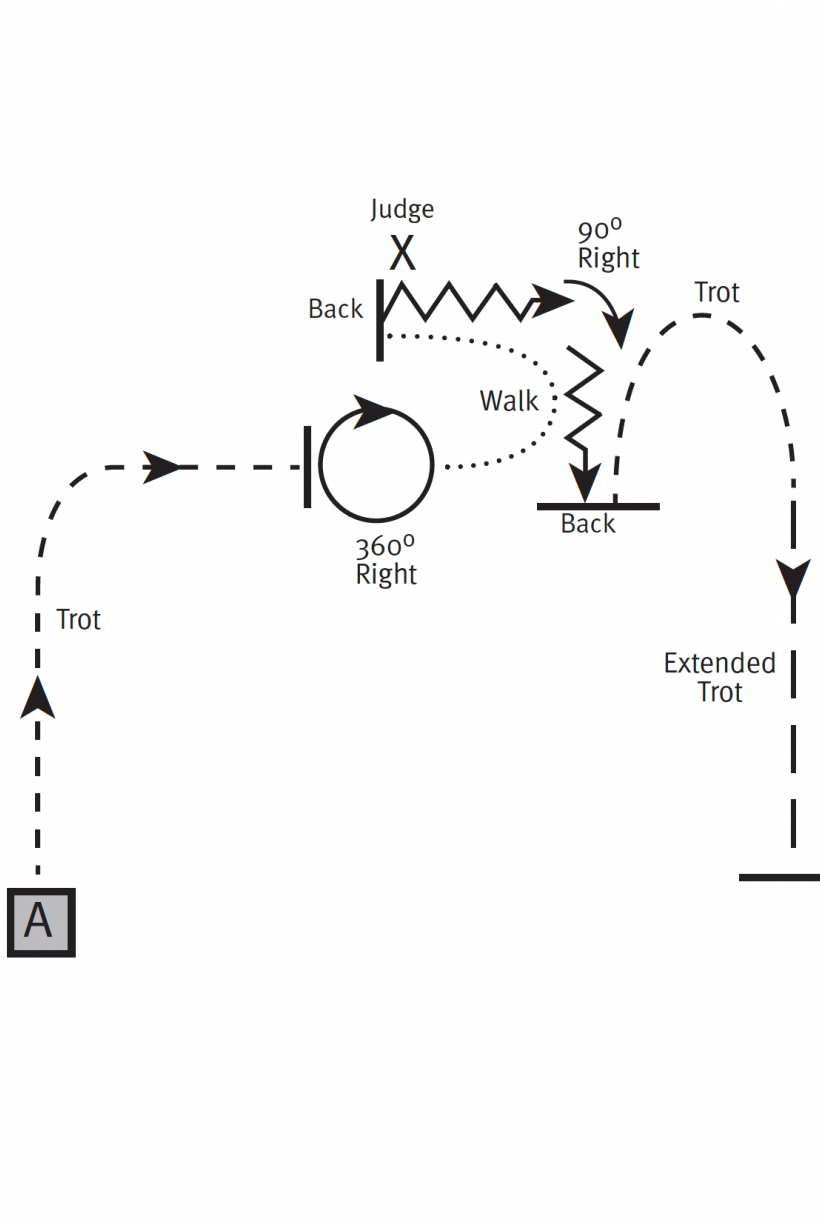 Judge
X
90º
Right
Trot
Back
Walk
Back
360º
Right
Trot
Extended
Trot
A